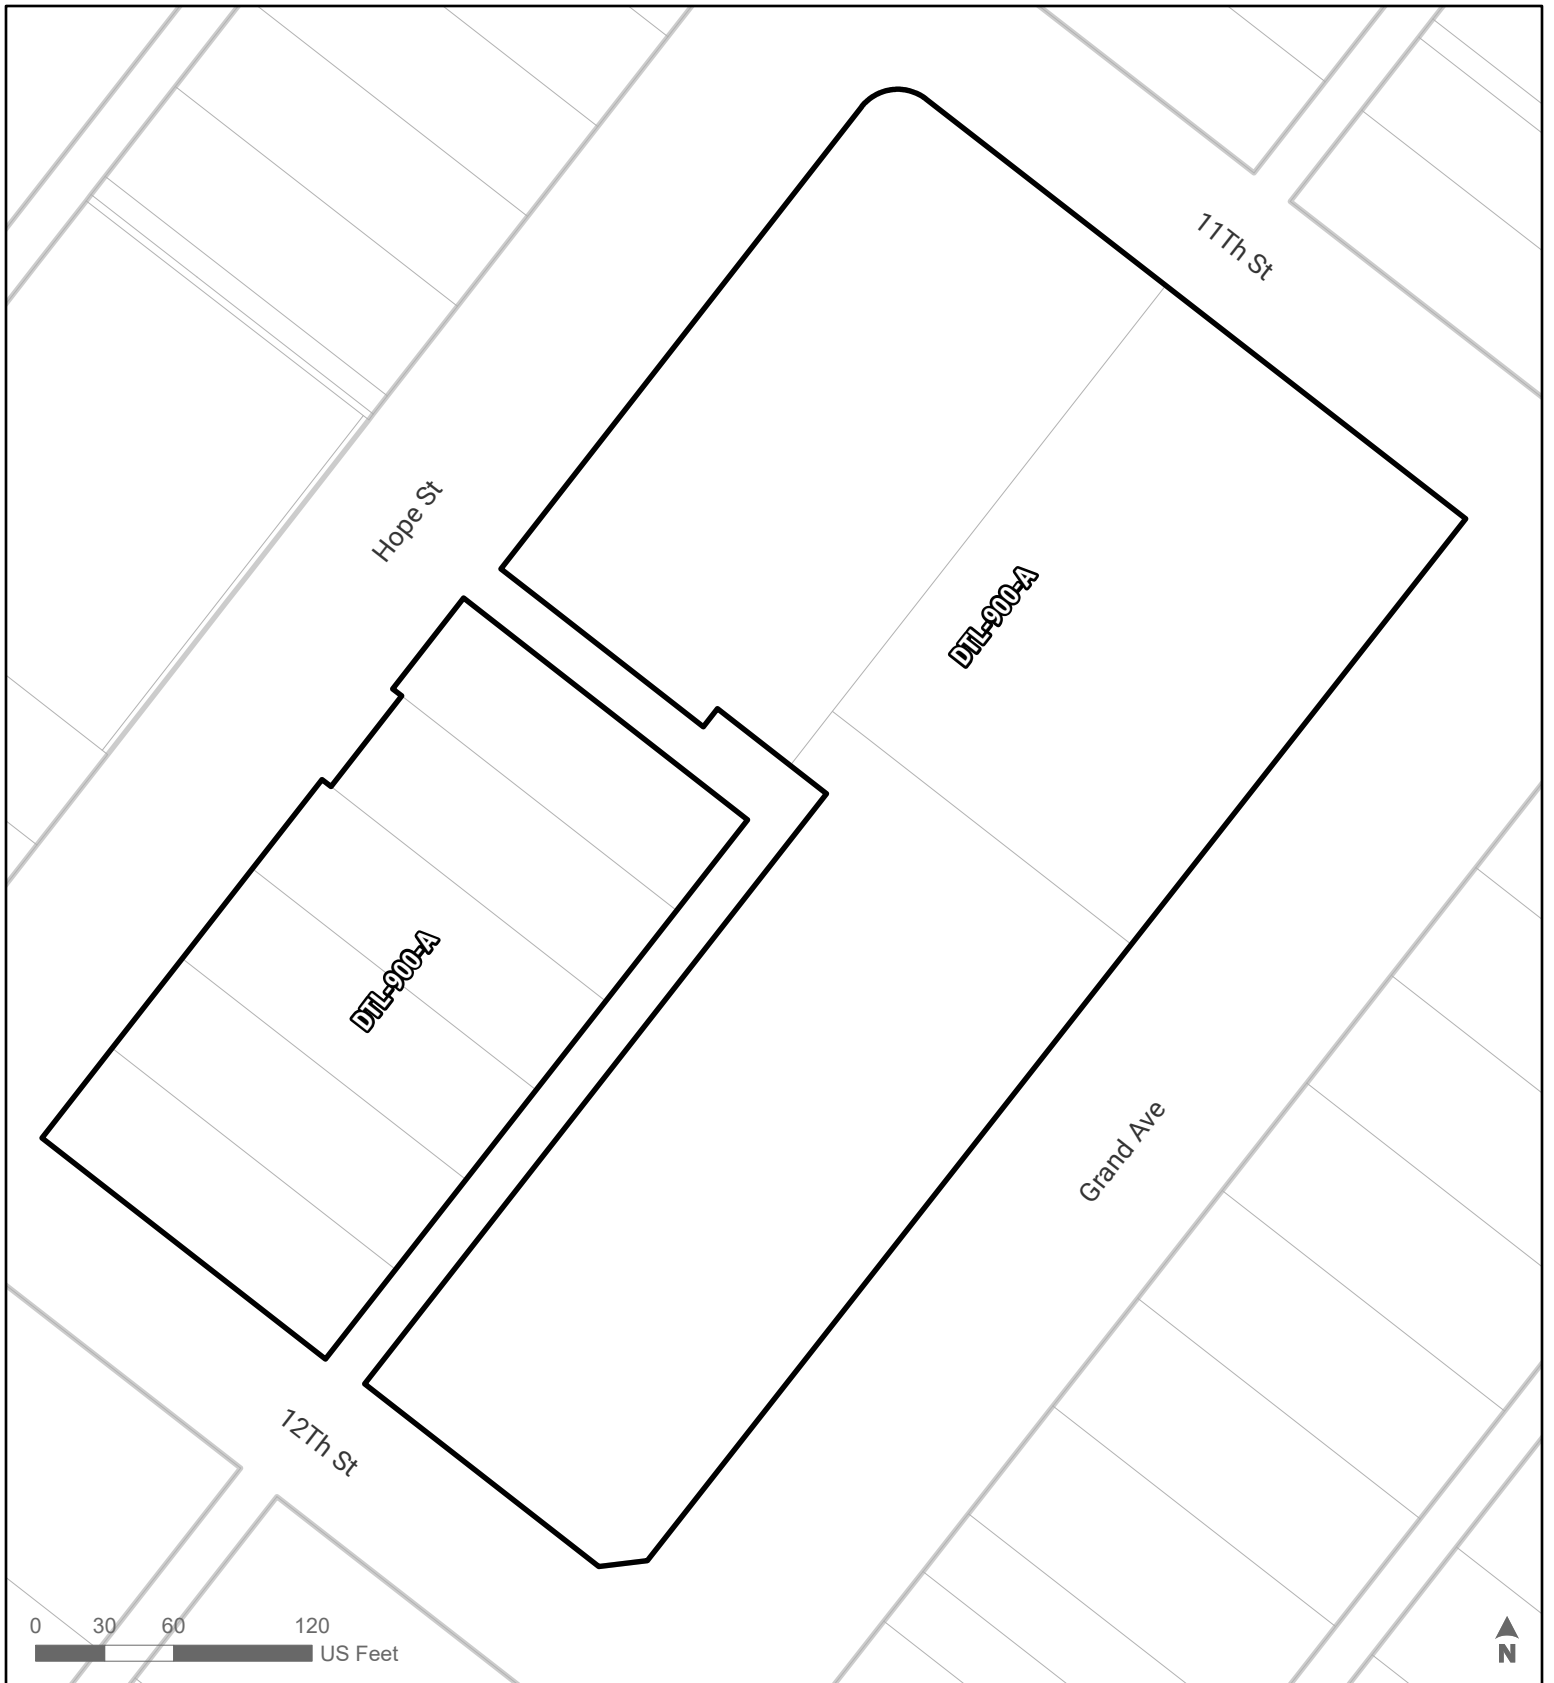 11Th St
Hope St
DTL-900-A
DTL-900-A
Grand Ave
12Th St
0 30 60 120
US Feet
N